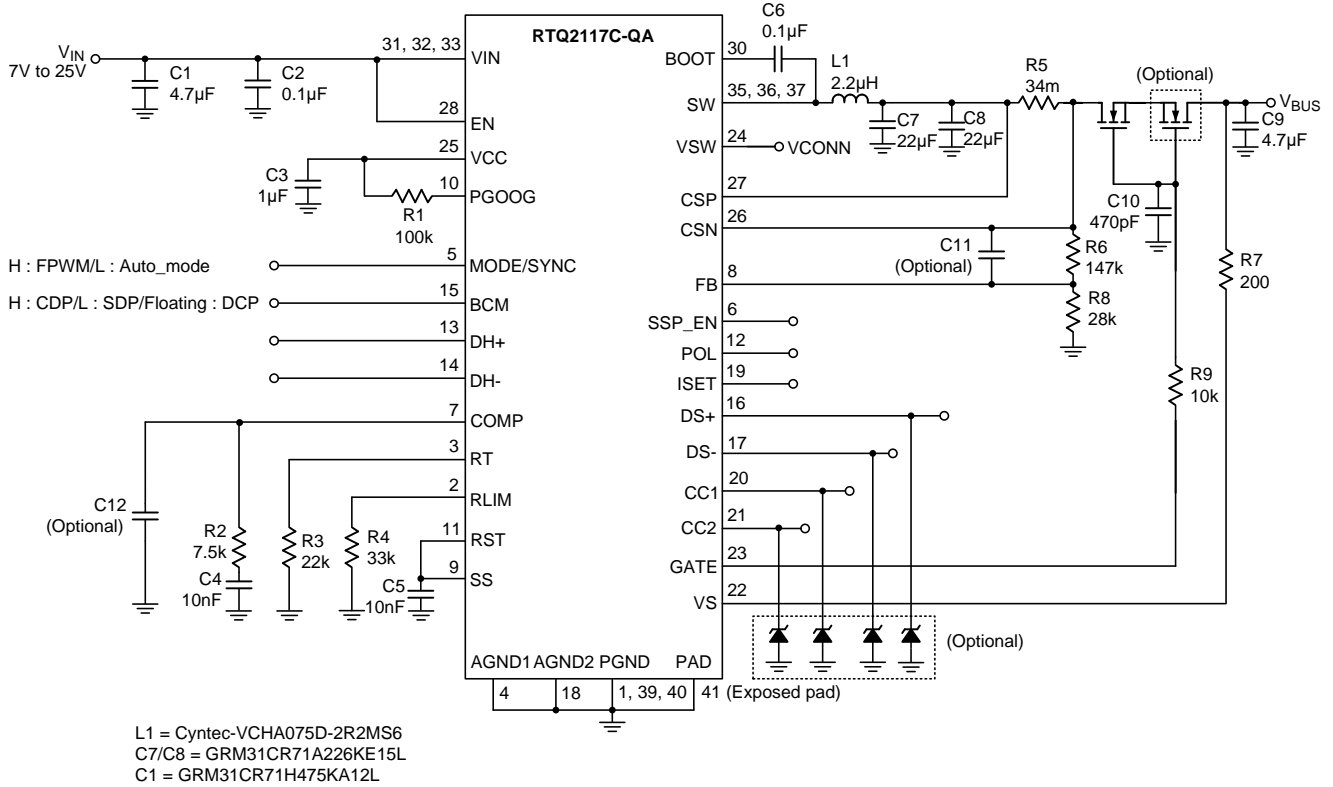 RTQ2117C-QA
VIN
7V to 25V
C1
4.7µF
C2
0.1µF
31, 32, 33
VIN
28
EN
25
VCC
C3
1µF
10
PGOOG
R1
100k
H : FPWM/L : Auto_mode
5
MODE/SYNC
H : CDP/L : SDP/Floating : DCP
15
BCM
13
DH+
14
DH-
7
COMP
3
RT
2
RLIM
11
RST
9
SS
C12
(Optional)
R2
7.5k
C4
10nF
R3
22k
R4
33k
C5
10nF
BOOT
30
C6
0.1µF
SW
35, 36, 37
L1
2.2µH
C7
22µF
C8
22µF
R5
34m
(Optional)
VBUS
C9
4.7µF
VSW
24
VCONN
CSP
27
CSN
26
C10
470pF
C11
(Optional)
R6
147k
R7
200
FB
8
R8
28k
SSP_EN
6
POL
12
ISET
19
R9
10k
DS+
16
DS-
17
CC1
20
CC2
21
GATE
23
VS
22
(Optional)
AGND1 AGND2 PGND PAD
4
18
1, 39, 40
41 (Exposed pad)
L1 = Cyntec-VCHA075D-2R2MS6
C7/C8 = GRM31CR71A226KE15L
C1 = GRM31CR71H475KA12L